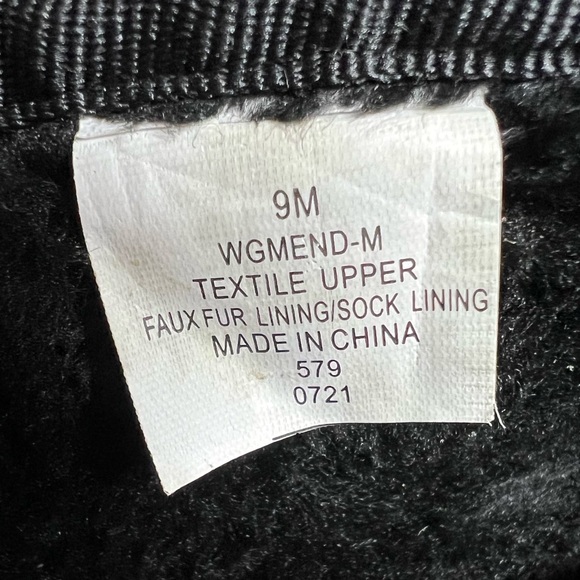 9M
WGMEND-M
TEXTILE UPPER
FAUX FUR LINING/SOCK LINING
MADE IN CHINA
579
0721